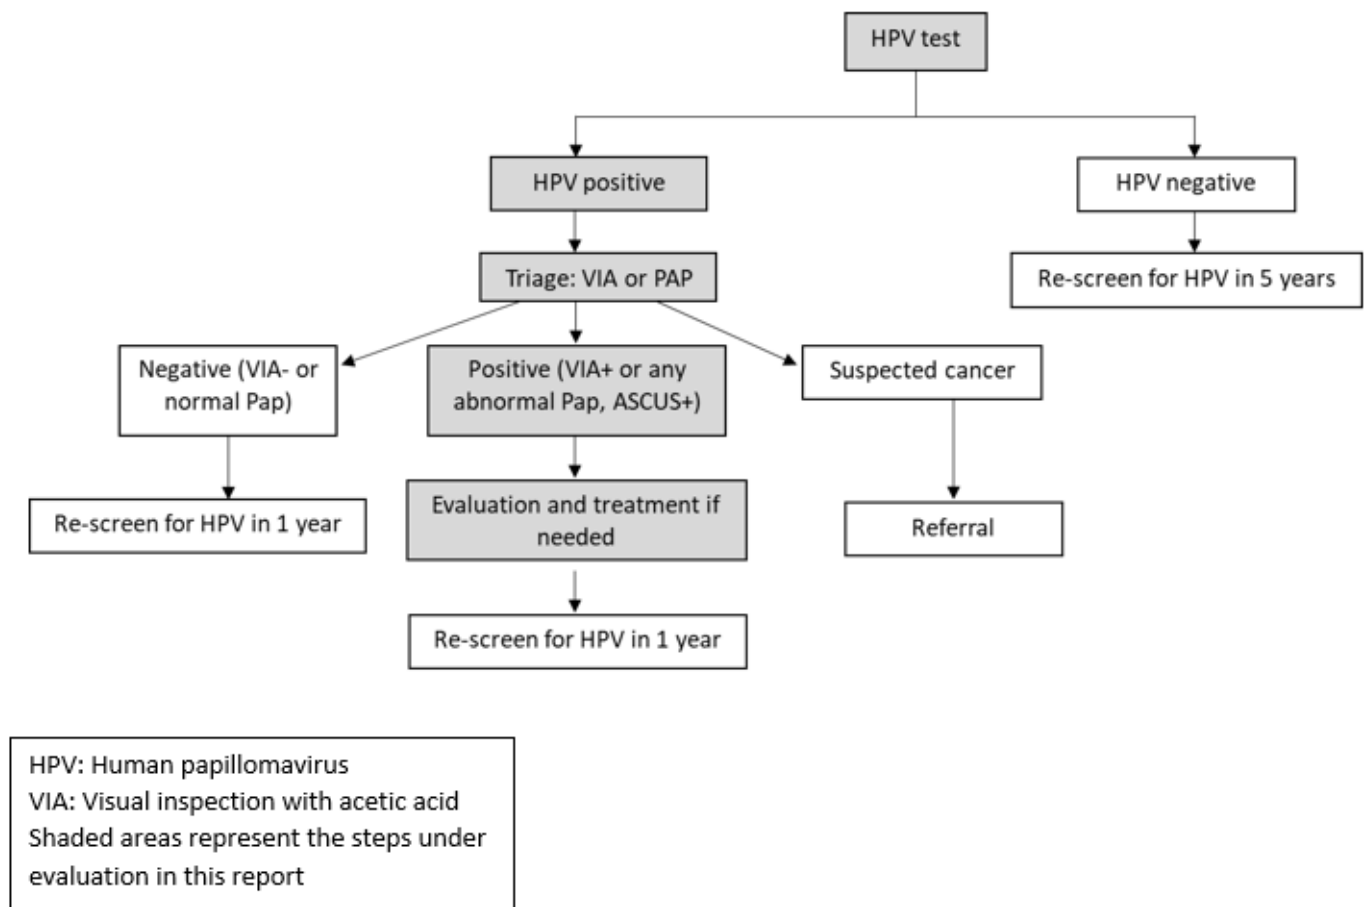 HPV test
HPV positive
HPV negative
Triage: VIA or PAP
Re-screen for HPV in 5 years
Negative (VIA- or
normal Pap)
Positive (VIA+ or any
abnormal Pap, ASCUS+)
Suspected cancer
Re-screen for HPV in 1 year
Evaluation and treatment if
needed
Referral
Re-screen for HPV in 1 year
HPV: Human papillomavirus
VIA: Visual inspection with acetic acid
Shaded areas represent the steps under
evaluation in this report